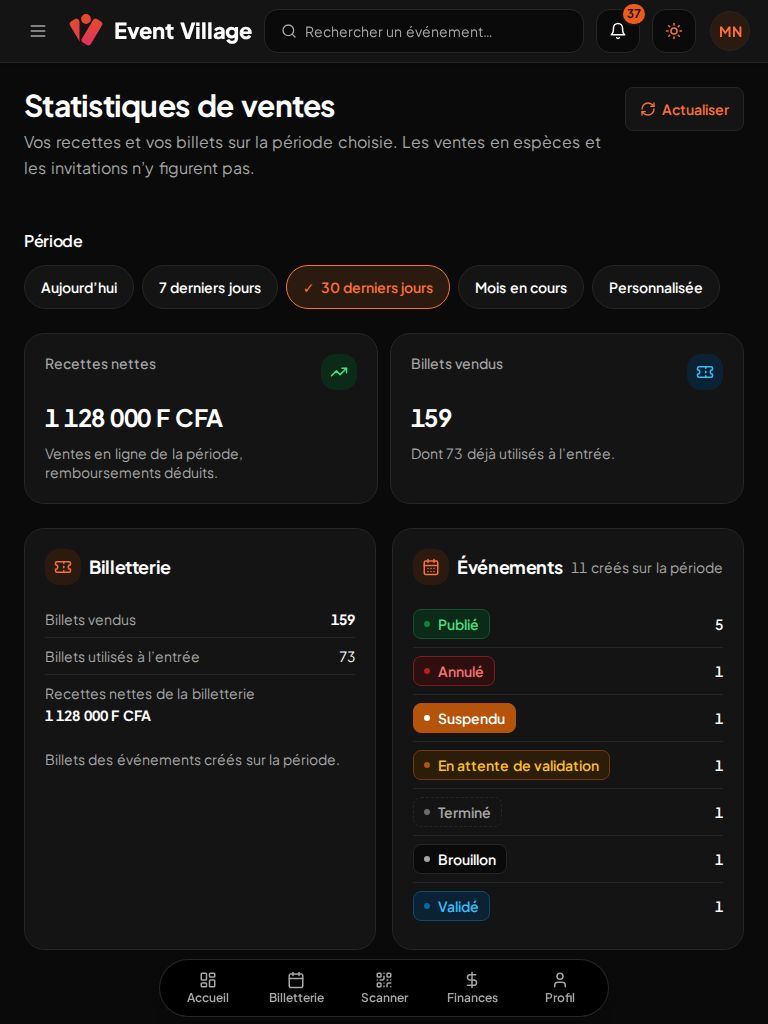 Event Village
Rechercher un événement...
37
MN
Statistiques de ventes
Actualiser
Vos recettes et vos billets sur la période choisie. Les ventes en espèces et
les invitations n'y figurent pas.
Période
Aujourd'hui
7 derniers jours
✓ 30 derniers jours
Mois en cours
Personnalisée
Recettes nettes
1 128 000 F CFA
Ventes en ligne de la période,
remboursements déduits.
Billets vendus
159
Dont 73 déjà utilisés à l'entrée.
Billetterie
Billets vendus 159
Billets utilisés à l'entrée 73
Recettes nettes de la billetterie
1 128 000 F CFA
Billets des événements créés sur la période.
Événements 11 créés sur la période
Publié 5
Annulé 1
Suspendu 1
En attente de validation 1
Terminé 1
Brouillon 1
Validé 1
Accueil
Billetterie
Scanner
Finances
Profil